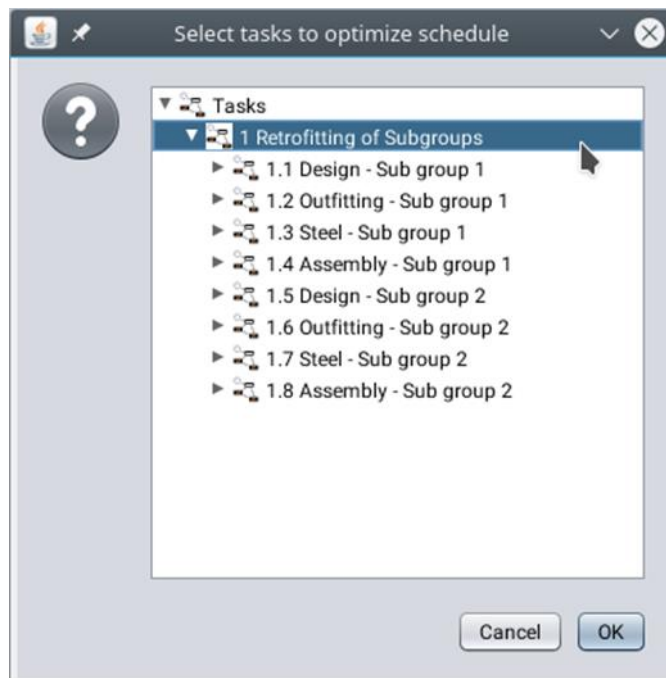 Select tasks to optimize schedule
?
Tasks
1 Retrofitting of Subgroups
1.1 Design - Sub group 1
1.2 Outfitting - Sub group 1
1.3 Steel - Sub group 1
1.4 Assembly - Sub group 1
1.5 Design - Sub group 2
1.6 Outfitting - Sub group 2
1.7 Steel - Sub group 2
1.8 Assembly - Sub group 2
Cancel OK